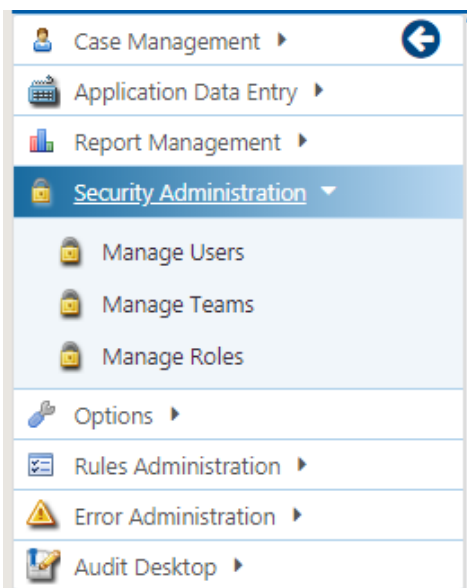 Case Management
Application Data Entry
Report Management
Security Administration
Manage Users
Manage Teams
Manage Roles
Options
Rules Administration
Error Administration
Audit Desktop